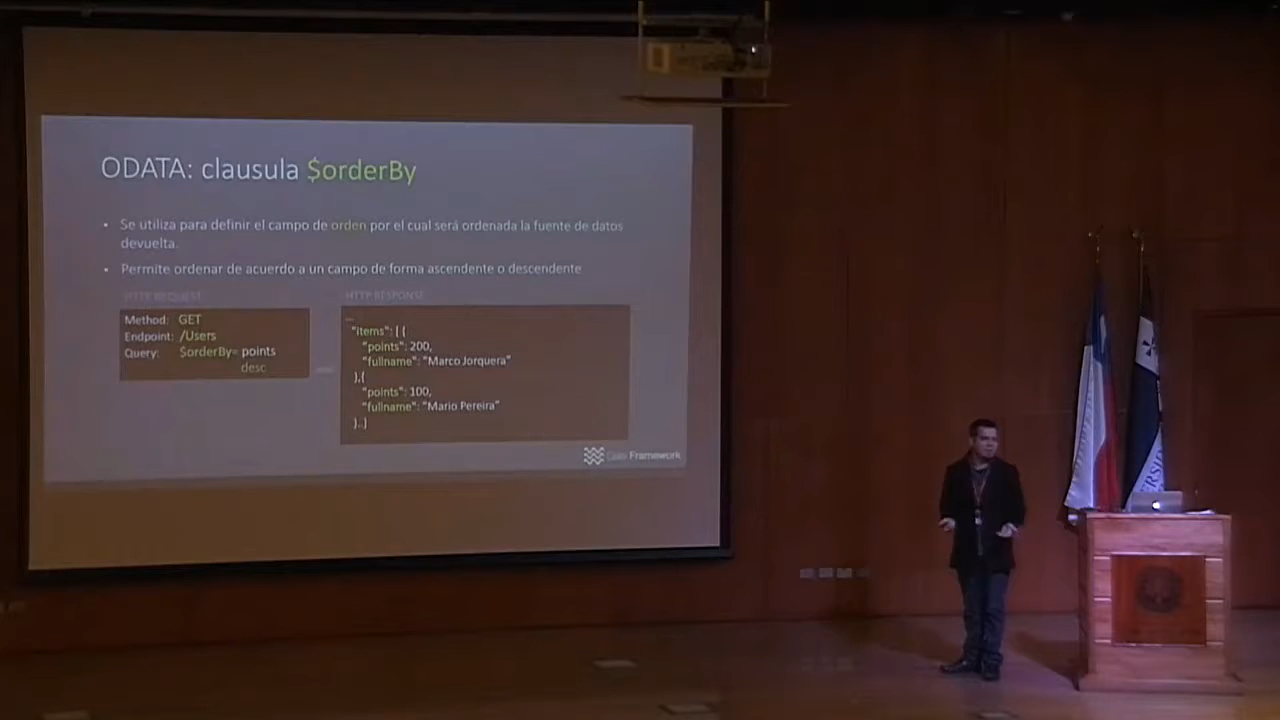 ODATA: clausula $orderBy
• Se utiliza para definir el campo de orden por el cual será ordenada la fuente de datos
devuelta.
• Permite ordenar de acuerdo a un campo de forma ascendente o descendente
HTTP REQUEST
Method: GET
Endpoint: /Users
Query: $orderBy= points
desc
HTTP RESPONSE
...
"items": [ {
"points": 200,
"fullname": "Marco Jorquera"
},{
"points": 100,
"fullname": "Mario Pereira"
}..]
Framework